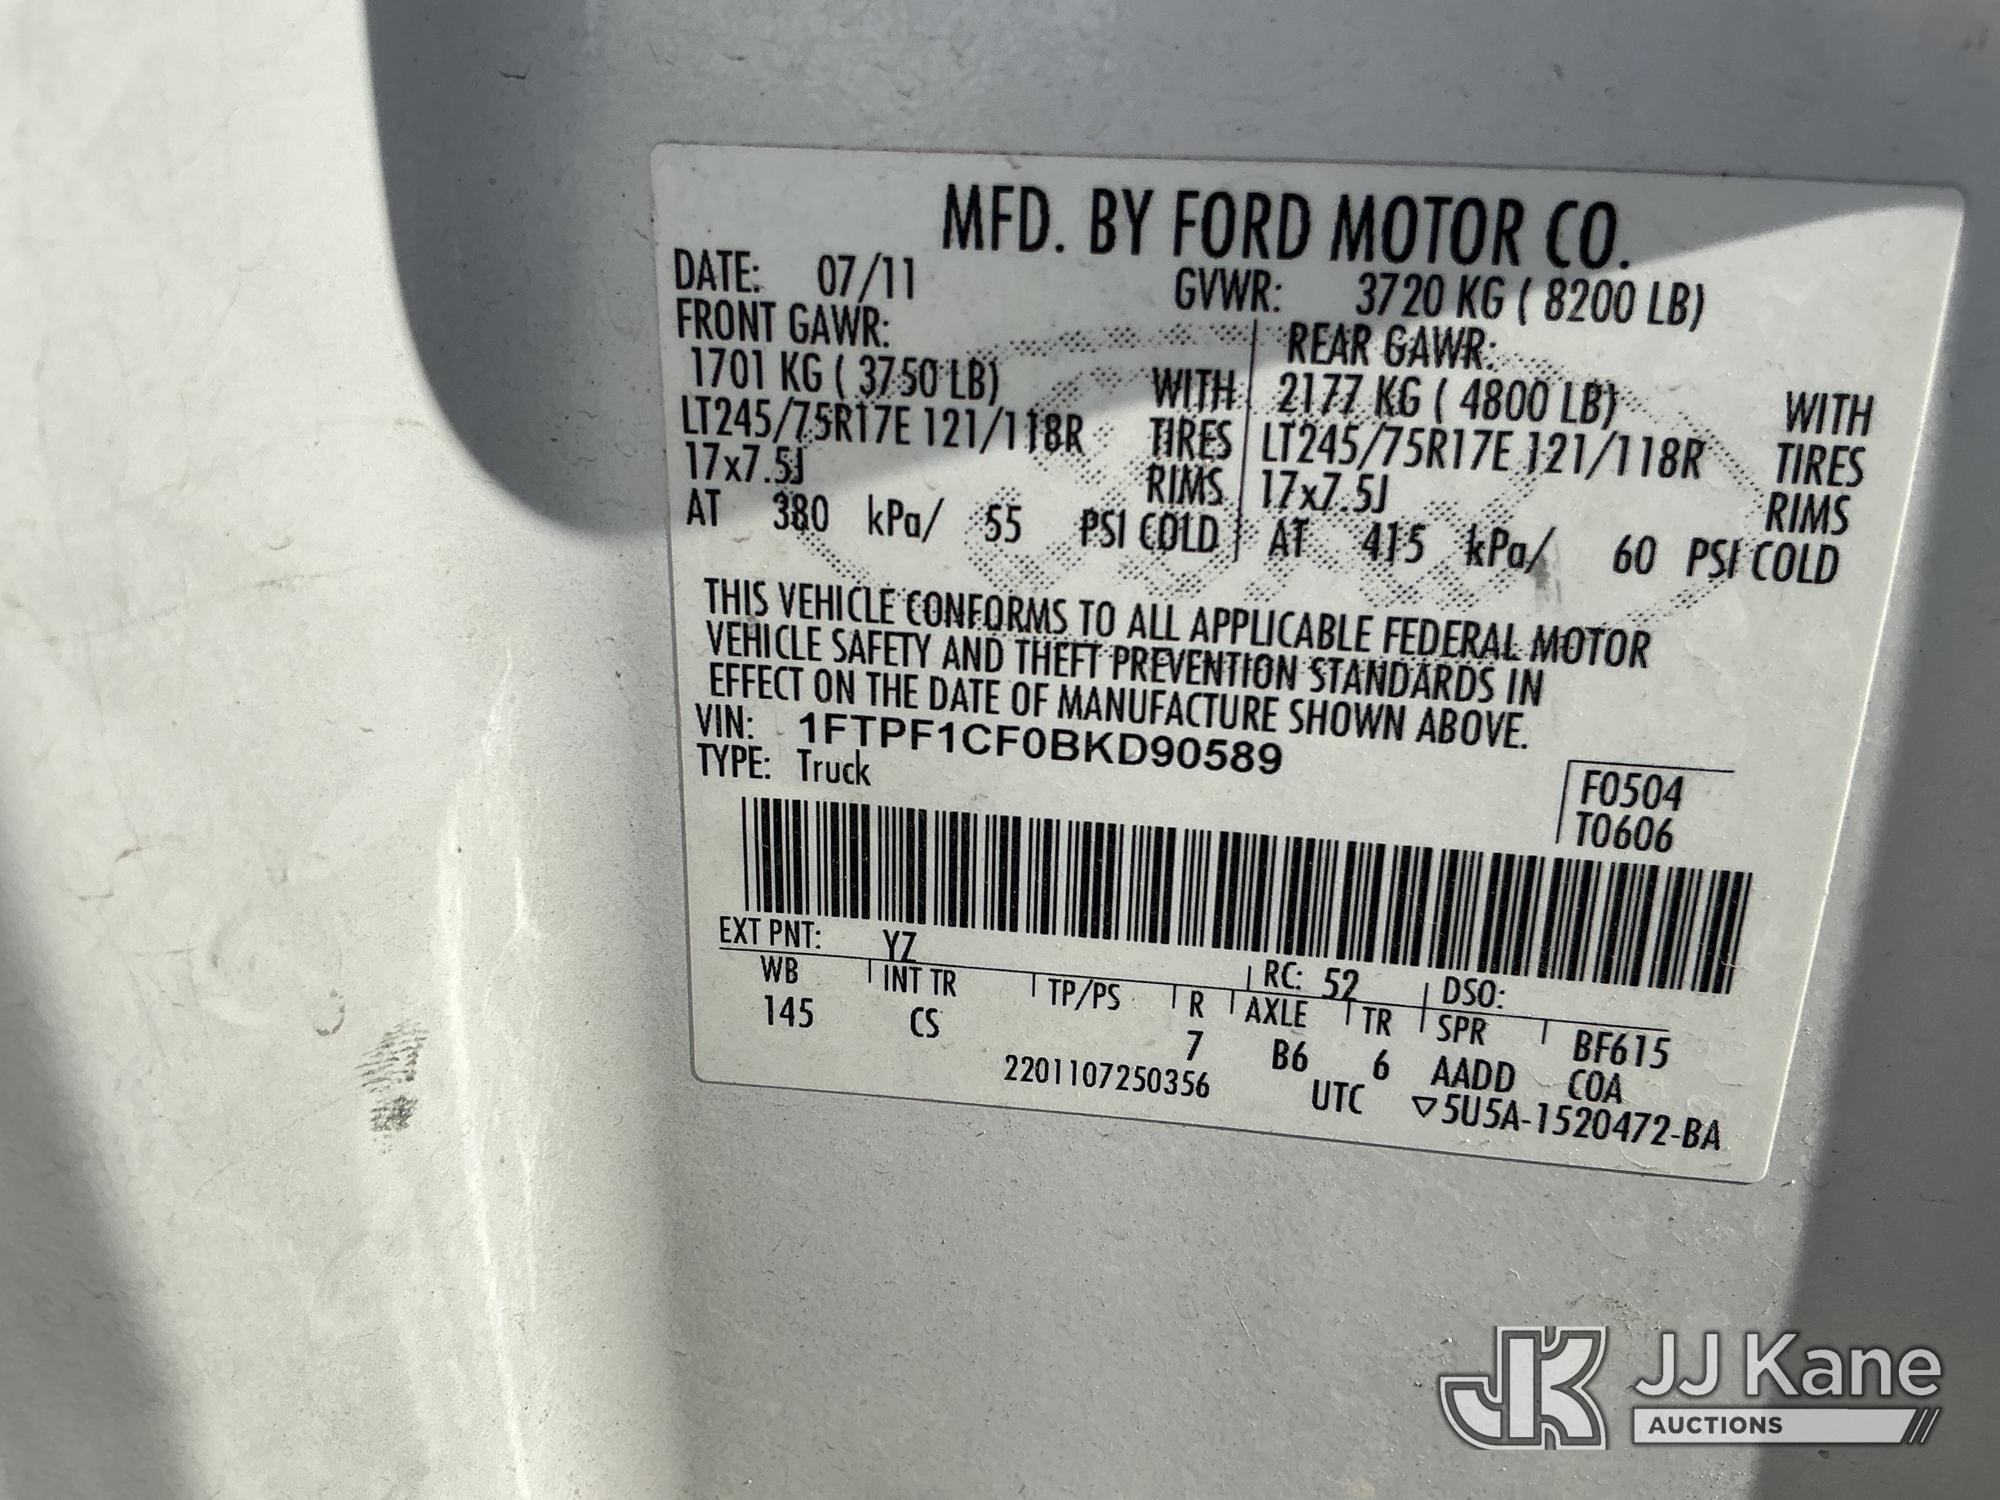 MFD. BY FORD MOTOR CO.
DATE: 07/11 GVWR: 3720 KG ( 8200 LB)
FRONT GAWR: REAR GAWR:
1701 KG ( 3750 LB) WITH 2177 KG ( 4800 LB) WITH
LT245/75R17E 121/118R TIRES LT245/75R17E 121/118R TIRES
17x7.5J RIMS 17x7.5J RIMS
AT 380 kPa/ 55 PSI COLD AT 415 kPa/ 60 PSI COLD
THIS VEHICLE CONFORMS TO ALL APPLICABLE FEDERAL MOTOR
VEHICLE SAFETY AND THEFT PREVENTION STANDARDS IN
EFFECT ON THE DATE OF MANUFACTURE SHOWN ABOVE.
VIN: 1FTPF1CF0BKD90589
TYPE: Truck
F0504
T0606
EXT PNT: YZ RC: 52 DSO:
WB INT TR TP/PS R AXLE TR SPR BF615
145 CS 7 B6 6 AADD COA
2201107250356 UTC ▽5U5A-1520472-BA
JK JJ Kane
AUCTIONS